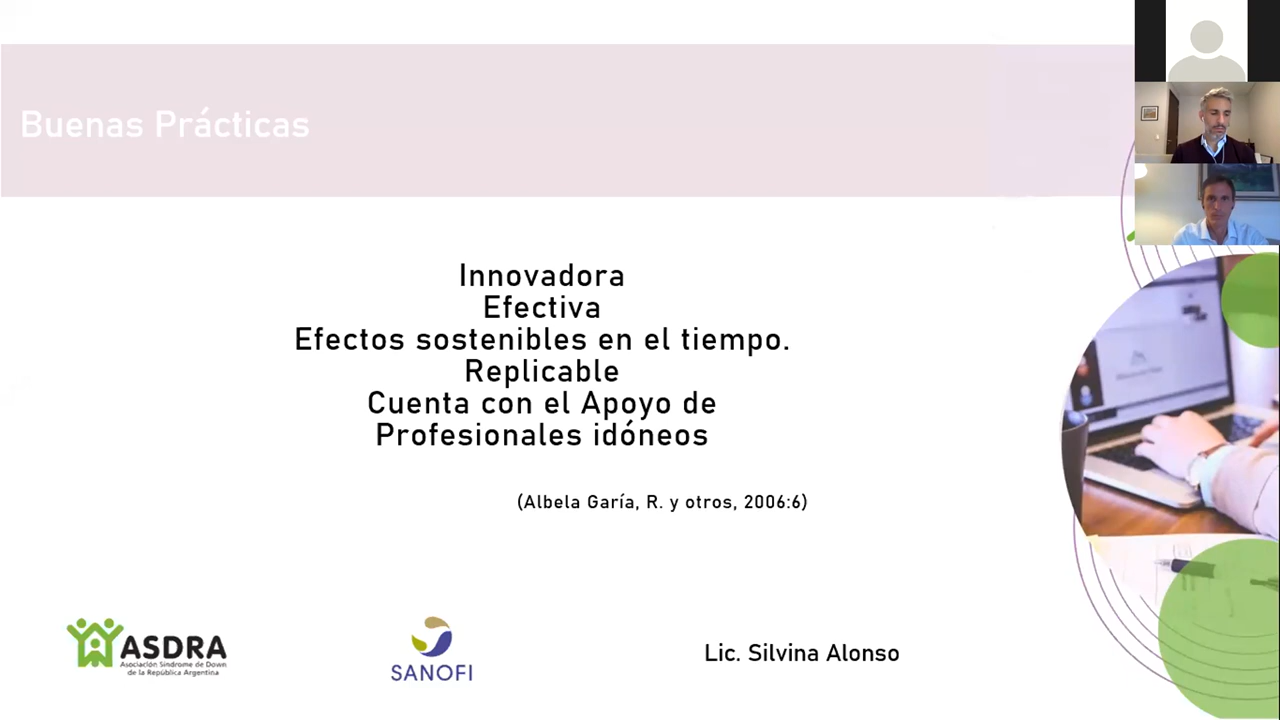 Buenas Prácticas
Innovadora
Efectiva
Efectos sostenibles en el tiempo.
Replicable
Cuenta con el Apoyo de
Profesionales idóneos
(Albela Garía, R. y otros, 2006:6)
ASDRA
Asociación Síndrome de Down
de la República Argentina
SANOFI
Lic. Silvina Alonso